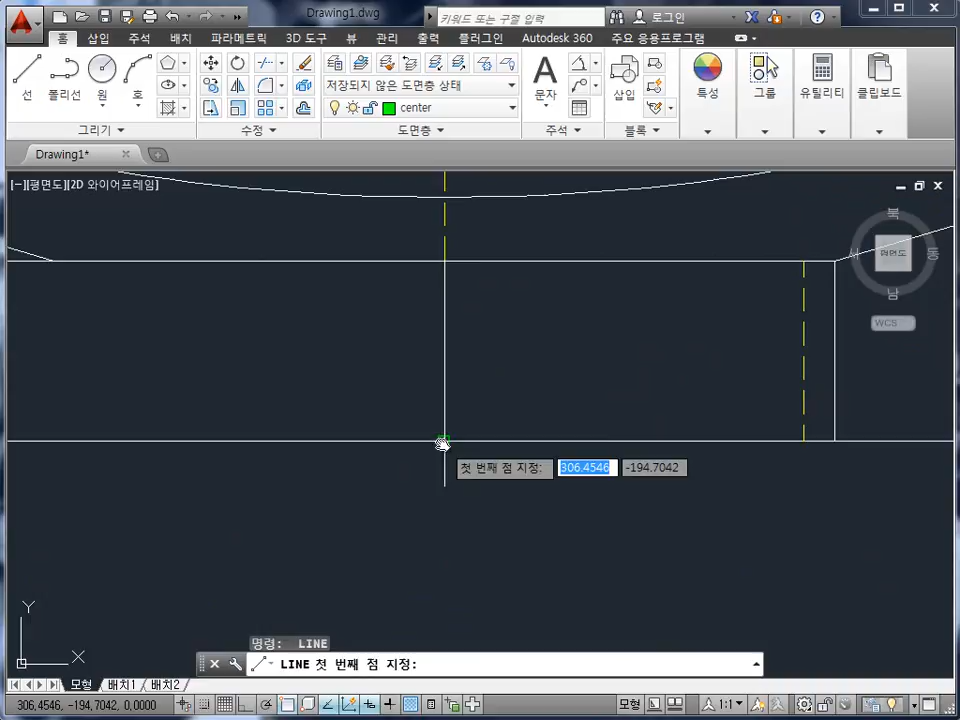 Drawing1.dwg
키워드 또는 구절 입력
로그인
홈 삽입 주석 배치 파라메트릭 3D 도구 뷰 관리 출력 플러그인 Autodesk 360 주요 응용프로그램
선 폴리선 원 호
저장되지 않은 도면층 상태
center
A
문자
삽입
특성
그룹
유틸리티
클립보드
그리기 수정 도면층 주석 블록
Drawing1*
[−][평면도][2D 와이어프레임]
북
서 평면도 동
남
WCS
첫 번째 점 지정: 306.4546 -194.7042
Y
X
명령: LINE
LINE 첫 번째 점 지정:
모형 배치1 배치2
306.4546, -194.7042, 0.0000
모형 1:1